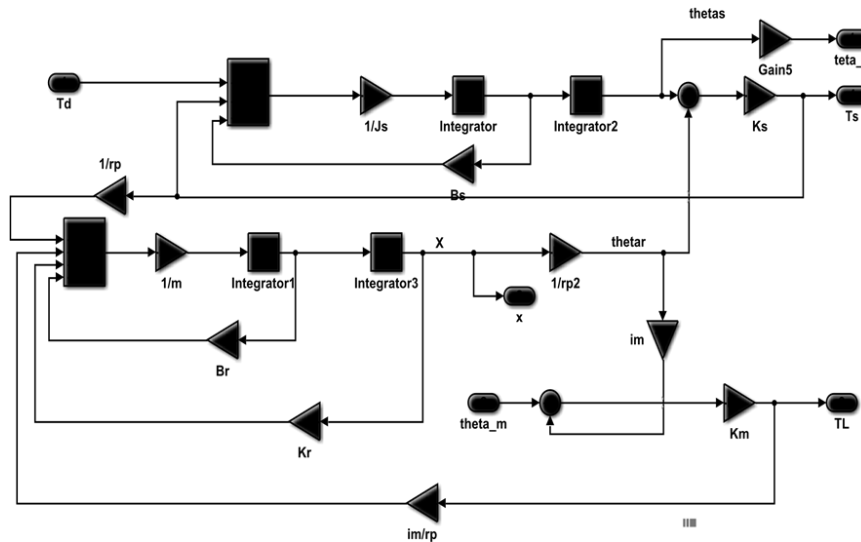 thetas
Gain5
teta_
Td
1/Js
Integrator
Integrator2
Ks
Ts
1/rp
Bs
X
thetar
1/m
Integrator1
Integrator3
1/rp2
x
im
Br
theta_m
Km
TL
Kr
im/rp